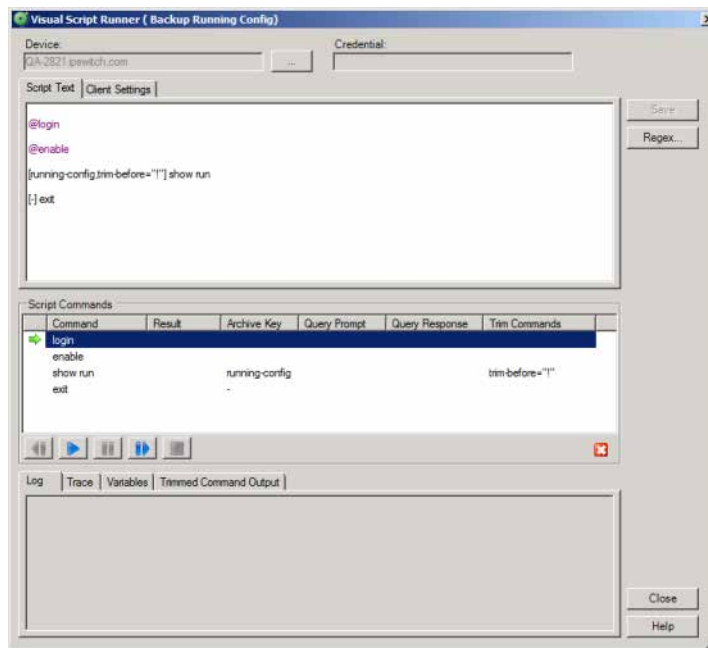 Visual Script Runner ( Backup Running Config)
Device:
Credential:
QA-2821.ipswitch.com
...
Script Text
Client Settings
Save
Regex...
@login
@enable
[running-config,trim-before="!"] show run
[-] exit
Script Commands
Command Result Archive Key Query Prompt Query Response Trim Commands
login
enable
show run running-config trim-before="!"
exit -
Log Trace Variables Trimmed Command Output
Close
Help